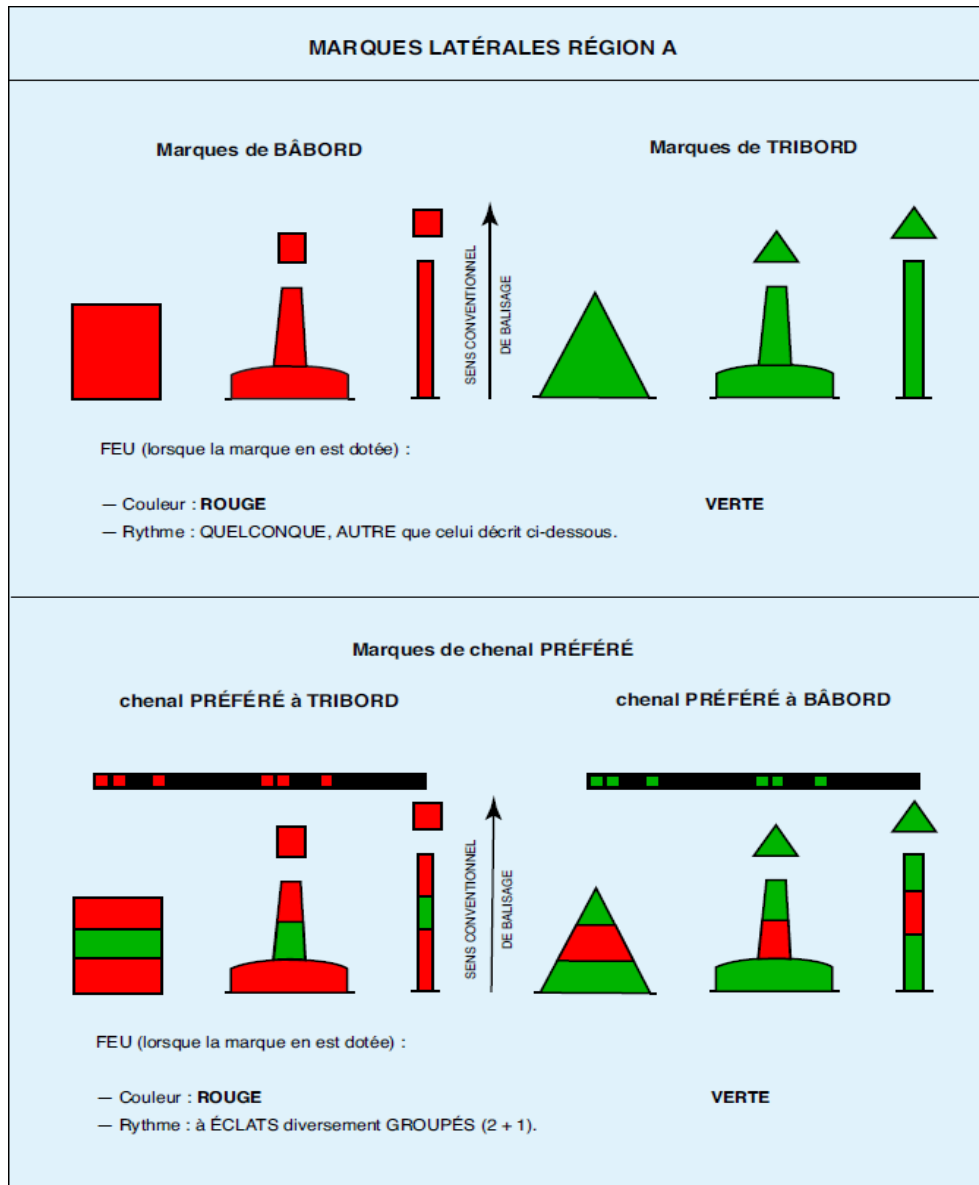 MARQUES LATÉRALES RÉGION A
Marques de BÂBORD
Marques de TRIBORD
SENS CONVENTIONNEL
DE BALISAGE
FEU (lorsque la marque en est dotée) :
— Couleur : ROUGE
VERTE
— Rythme : QUELCONQUE, AUTRE que celui décrit ci-dessous.
Marques de chenal PRÉFÉRÉ
chenal PRÉFÉRÉ à TRIBORD
chenal PRÉFÉRÉ à BÂBORD
SENS CONVENTIONNEL
DE BALISAGE
FEU (lorsque la marque en est dotée) :
— Couleur : ROUGE
VERTE
— Rythme : à ÉCLATS diversement GROUPÉS (2 + 1).